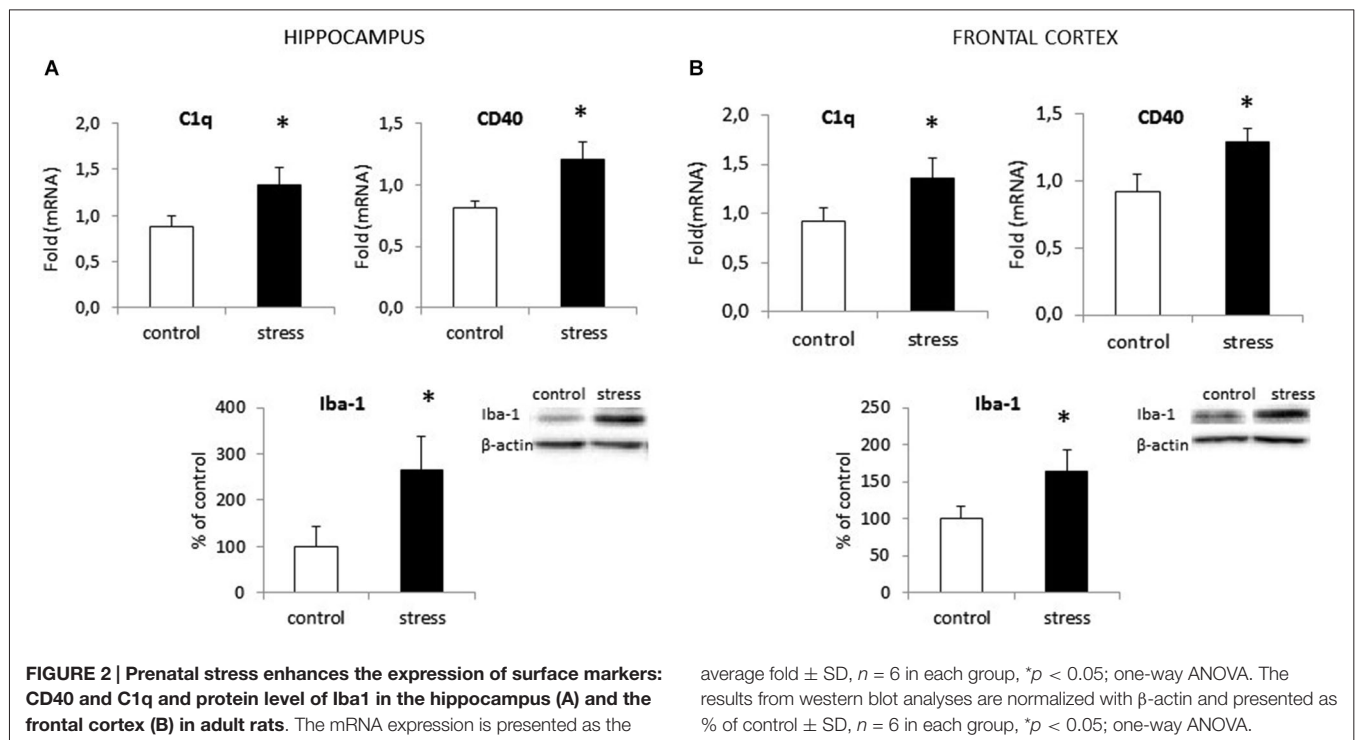 HIPPOCAMPUS
FRONTAL CORTEX
A
C1q
*
Fold (mRNA)
2,0
1,5
1,0
0,5
0,0
control
stress
CD40
*
Fold (mRNA)
1,5
1,0
0,5
0,0
control
stress
Iba-1
*
% of control
400
300
200
100
0
control
stress
control stress
Iba-1
β-actin
B
C1q
*
Fold(mRNA)
2,0
1,5
1,0
0,5
0,0
control
stress
CD40
*
Fold (mRNA)
1,5
1,0
0,5
0,0
control
stress
Iba-1
*
% of control
250
200
150
100
50
0
control
stress
control stress
Iba-1
β-actin
FIGURE 2 | Prenatal stress enhances the expression of surface markers:
CD40 and C1q and protein level of Iba1 in the hippocampus (A) and the
frontal cortex (B) in adult rats. The mRNA expression is presented as the
average fold ± SD, n = 6 in each group, *p < 0.05; one-way ANOVA. The
results from western blot analyses are normalized with β-actin and presented as
% of control ± SD, n = 6 in each group, *p < 0.05; one-way ANOVA.